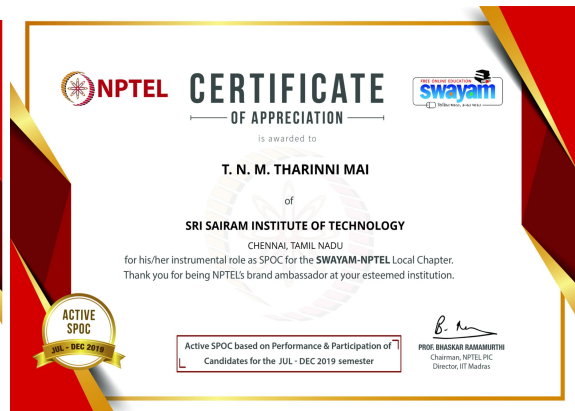 NPTEL
CERTIFICATE
OF APPRECIATION
FREE ONLINE EDUCATION
swayam
is awarded to
T. N. M. THARINNI MAI
of
SRI SAIRAM INSTITUTE OF TECHNOLOGY
CHENNAI, TAMIL NADU
for his/her instrumental role as SPOC for the SWAYAM-NPTEL Local Chapter.
Thank you for being NPTEL's brand ambassador at your esteemed institution.
ACTIVE
SPOC
JUL - DEC 2019
Active SPOC based on Performance & Participation of
Candidates for the JUL - DEC 2019 semester
PROF. BHASKAR RAMAMURTHI
Chairman, NPTEL PIC
Director, IIT Madras